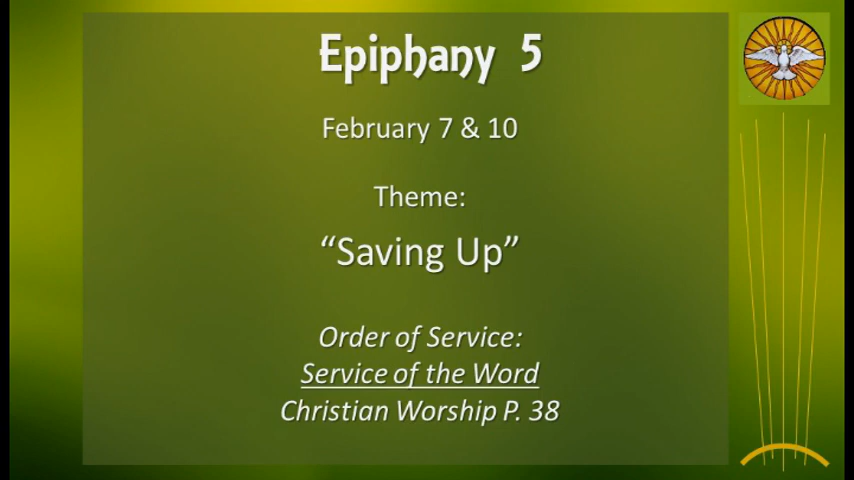 Epiphany 5
February 7 & 10
Theme:
“Saving Up”
Order of Service:
Service of the Word
Christian Worship P. 38